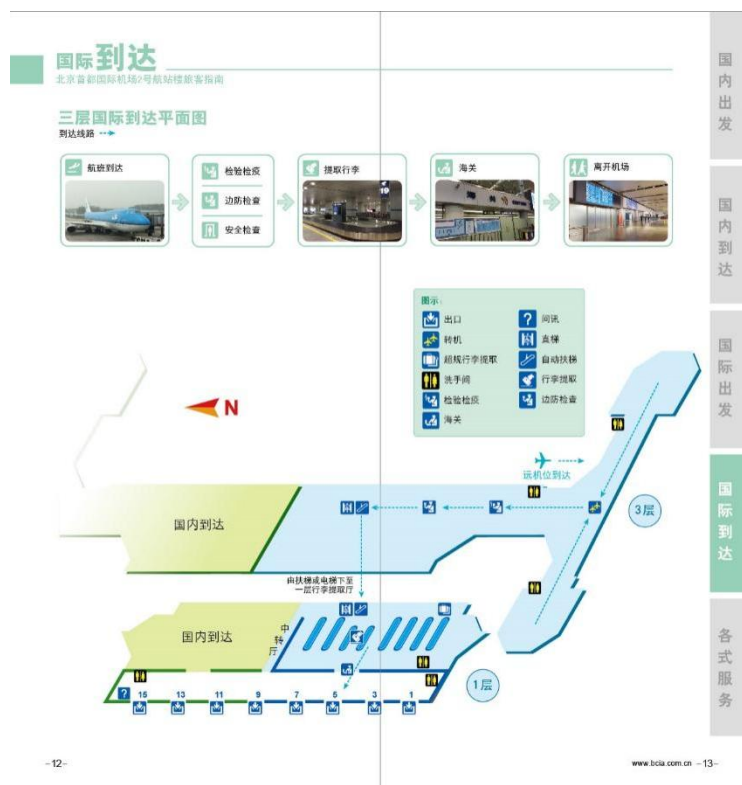 国际到达
北京首都国际机场2号航站楼旅客指南
三层国际到达平面图
到达线路
航班到达
检验检疫
边防检查
安全检查
提取行李
19
海关
海关
离开机场
图示:
出口
问讯
转机
直梯
超规行李提取
自动扶梯
洗手间
行李提取
检验检疫
边防检查
海关
N
远机位到达
国内到达
3层
由扶梯或电梯下至
一层行李提取厅
国内到达
中转厅
1层
?
15 13 11 9 7 5 3 1
-12-
www.bcia.com.cn -13-
国内出发
国内到达
国际出发
国际到达
各式服务